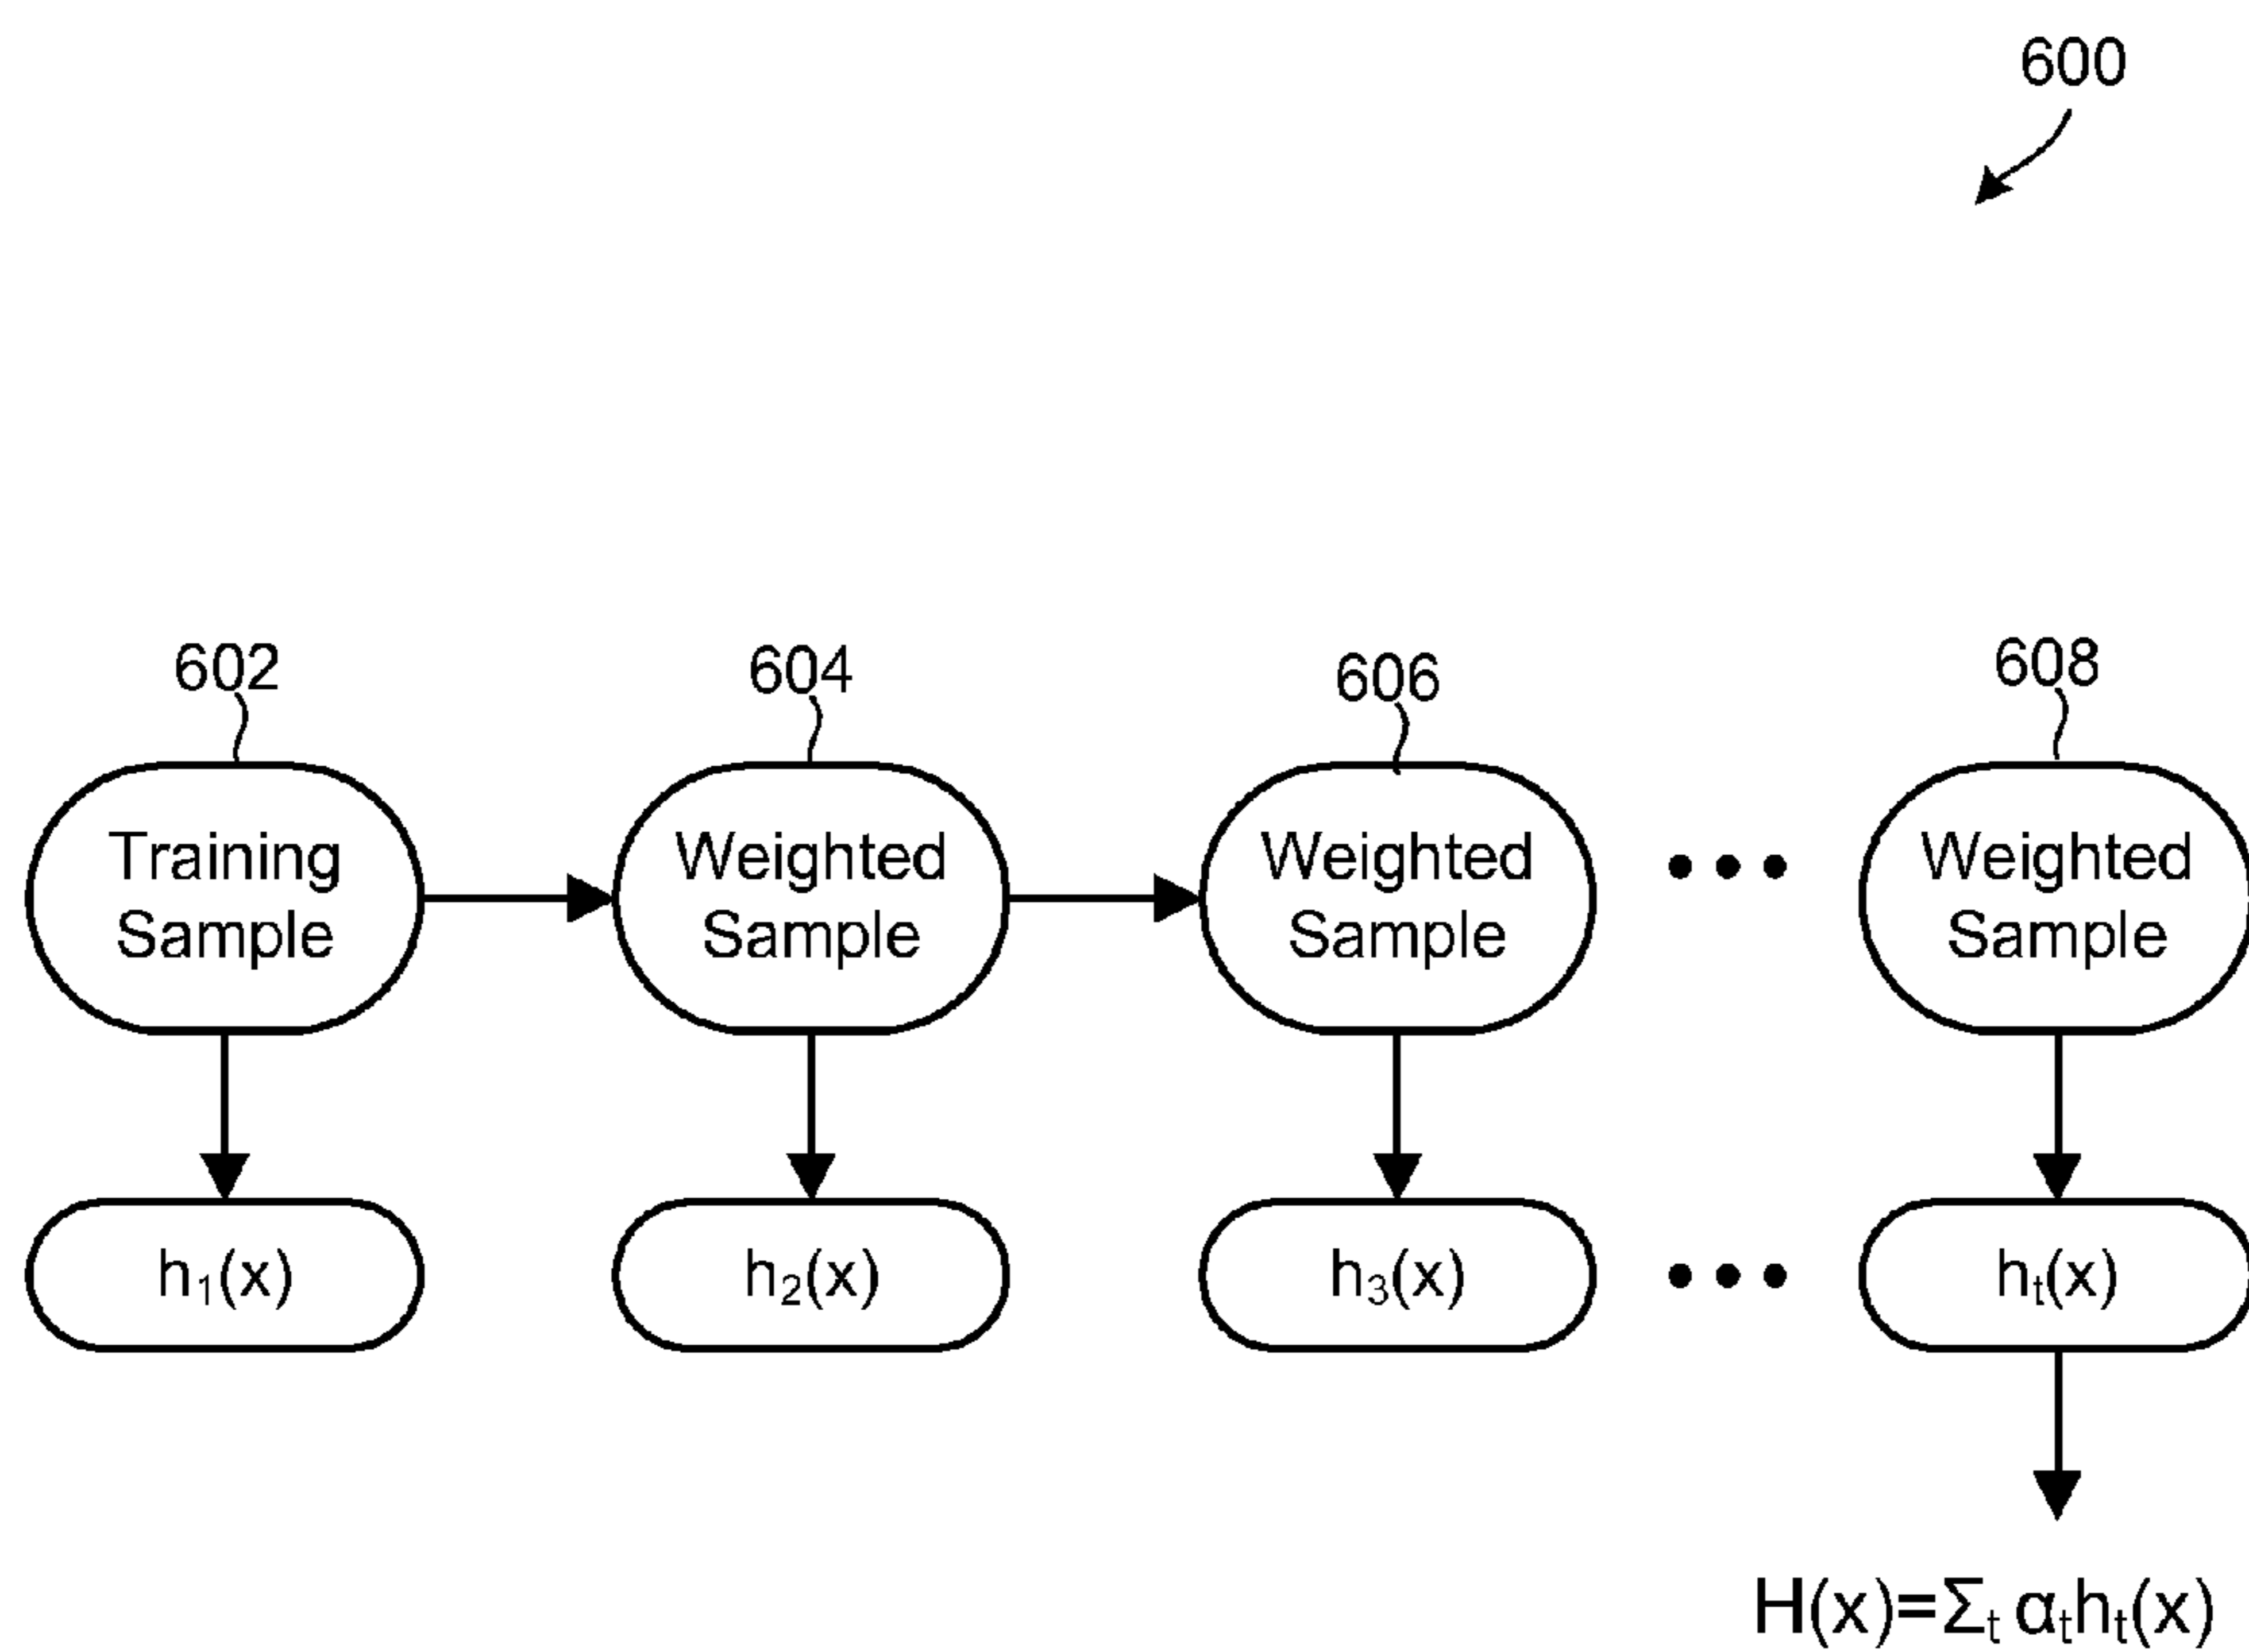 600
602
604
606
608
Training
Sample
Weighted
Sample
Weighted
Sample
•••
Weighted
Sample
h₁(x)
h₂(x)
h₃(x)
•••
hₜ(x)
H(x)=Σₜ αₜhₜ(x)